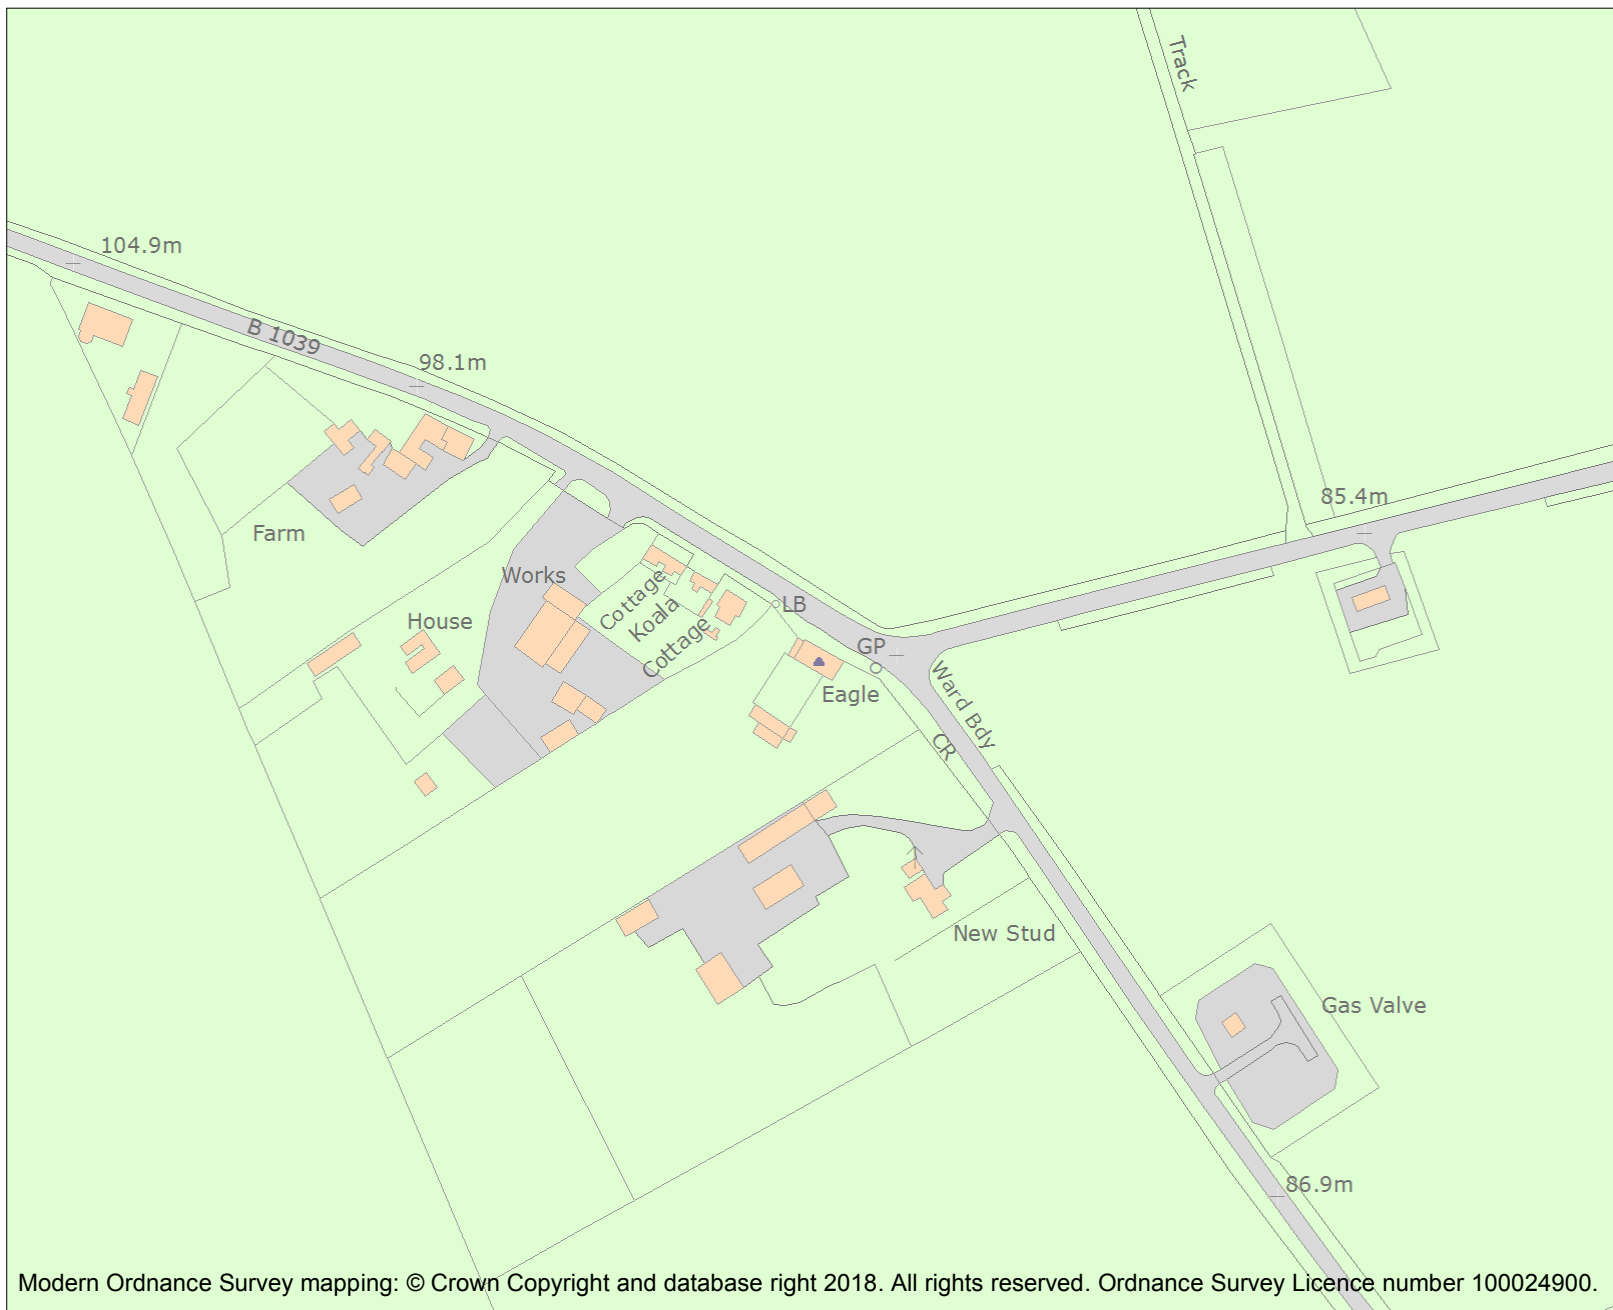 Track
104.9m
B 1039
98.1m
85.4m
Farm
Works
Cottage
Koala
LB
House
Cottage
GP
Eagle
Ward Bdy
CR
New Stud
Gas Valve
86.9m
Modern Ordnance Survey mapping: © Crown Copyright and database right 2018. All rights reserved. Ordnance Survey Licence number 100024900.